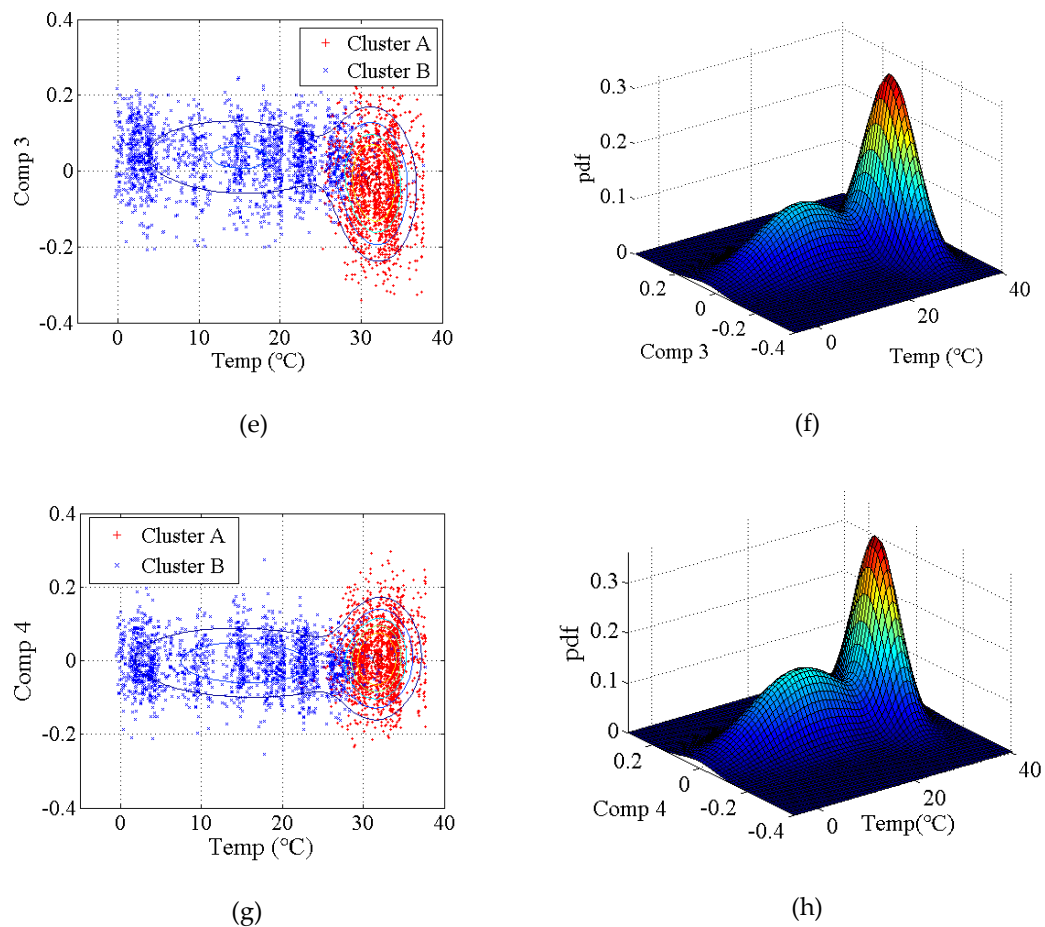 0.4
Cluster A
Cluster B
0.2
0
-0.2
-0.4
Comp 3
0 10 20 30 40
Temp (°C)
(e)
0.3
0.2
0.1
0
pdf
0.2
0
-0.2
-0.4
Comp 3
0
20
40
Temp (°C)
(f)
0.4
Cluster A
Cluster B
0.2
0
-0.2
-0.4
Comp 4
0 10 20 30 40
Temp (°C)
(g)
0.3
0.2
0.1
0
pdf
0.2
0
-0.2
-0.4
Comp 4
0
20
40
Temp(°C)
(h)